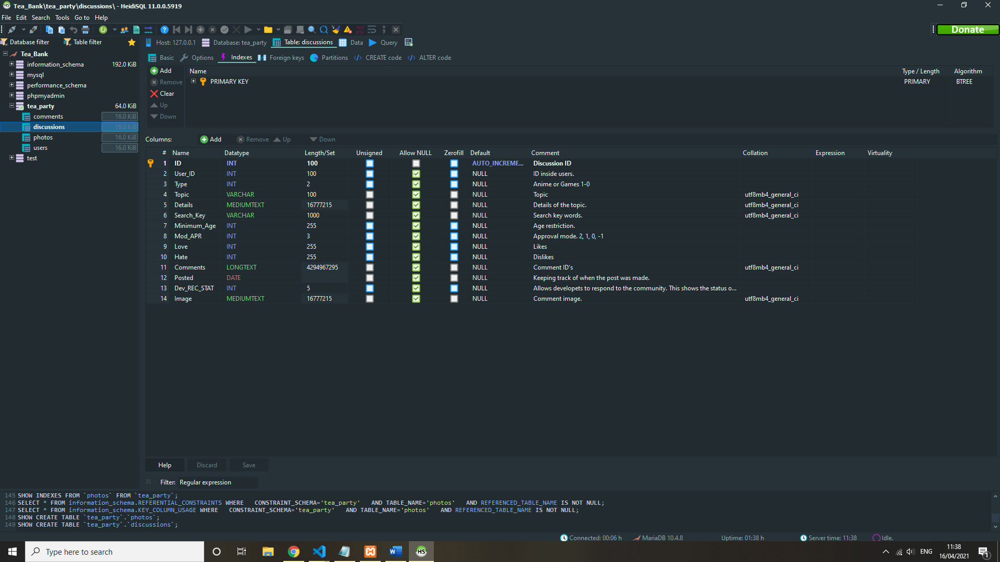 Tea_Bank\tea_party\discussions\ - HeidiSQL 11.0.0.5919
File Edit Search Tools Go to Help
Donate
Database filter Table filter Host: 127.0.0.1 Database: tea_party Table: discussions Data Query
Tea_Bank
information_schema 192.0 KiB
mysql
performance_schema
phpmyadmin
tea_party 64.0 KiB
comments 16.0 KiB
discussions 16.0 KiB
photos 16.0 KiB
users 16.0 KiB
test
Basic Options Indexes Foreign keys Partitions CREATE code ALTER code
Add
Remove
Clear
Up
Down
Name Type / Length Algorithm
PRIMARY KEY PRIMARY BTREE
Columns: Add Remove Up Down
# Name Datatype Length/Set Unsigned Allow NULL Zerofill Default Comment Collation Expression Virtuality
1 ID INT 100 AUTO_INCREME... Discussion ID
2 User_ID INT 100 NULL ID inside users.
3 Type INT 2 NULL Anime or Games 1-0
4 Topic VARCHAR 100 NULL Topic utf8mb4_general_ci
5 Details MEDIUMTEXT 16777215 NULL Details of the topic. utf8mb4_general_ci
6 Search_Key VARCHAR 1000 NULL Search key words. utf8mb4_general_ci
7 Minimum_Age INT 255 NULL Age restriction.
8 Mod_APR INT 3 NULL Approval mode. 2, 1, 0, -1
9 Love INT 255 NULL Likes
10 Hate INT 255 NULL Dislikes
11 Comments LONGTEXT 4294967295 NULL Comment ID's utf8mb4_general_ci
12 Posted DATE NULL Keeping track of when the post was made.
13 Dev_REC_STAT INT 5 NULL Allows developets to respond to the community. This shows the status o...
14 Image MEDIUMTEXT 16777215 NULL Comment image. utf8mb4_general_ci
Help Discard Save
Filter: Regular expression
145 SHOW INDEXES FROM `photos` FROM `tea_party`;
146 SELECT * FROM information_schema.REFERENTIAL_CONSTRAINTS WHERE CONSTRAINT_SCHEMA='tea_party' AND TABLE_NAME='photos' AND REFERENCED_TABLE_NAME IS NOT NULL;
147 SELECT * FROM information_schema.KEY_COLUMN_USAGE WHERE CONSTRAINT_SCHEMA='tea_party' AND TABLE_NAME='photos' AND REFERENCED_TABLE_NAME IS NOT NULL;
148 SHOW CREATE TABLE `tea_party`.`photos`;
149 SHOW CREATE TABLE `tea_party`.`discussions`;
Connected: 00:06 h MariaDB 10.4.8 Uptime: 01:38 h Server time: 11:38 Idle.
Type here to search
HS
ENG
11:38
16/04/2021
1